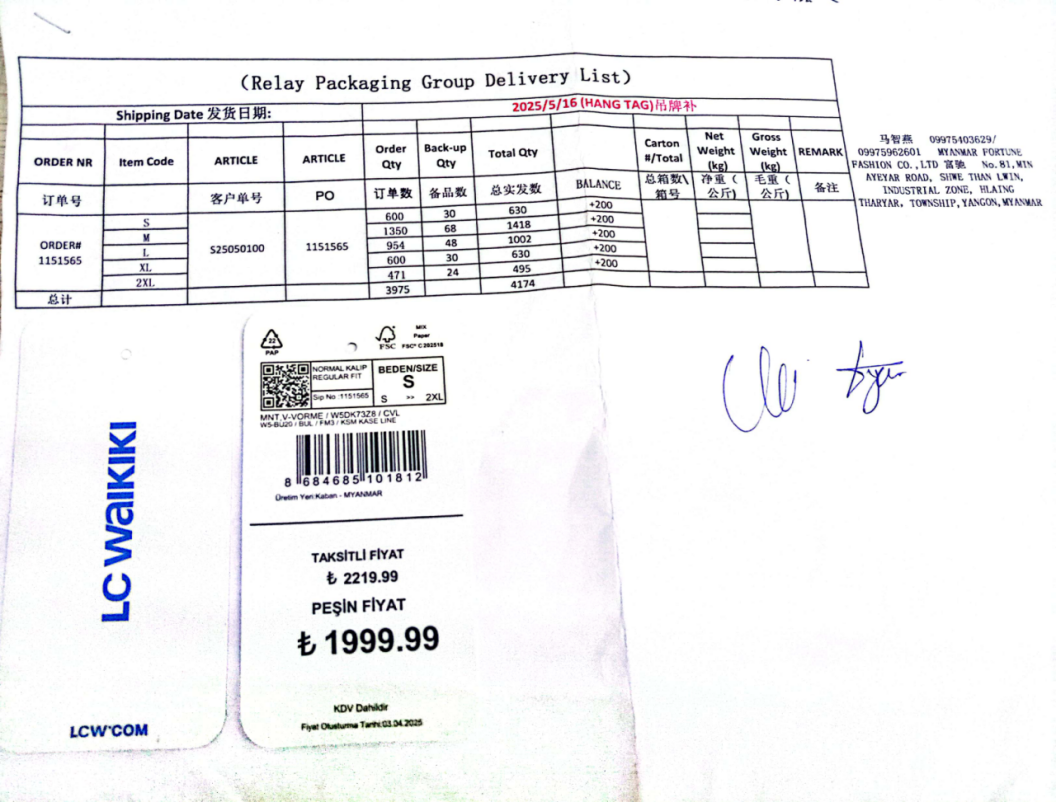 (Relay Packaging Group Delivery List)
Shipping Date 发货日期: 2025/5/16 (HANG TAG)吊牌补
ORDER NR Item Code ARTICLE ARTICLE Order Qty Back-up Qty Total Qty Carton #/Total Net Weight (kg) Gross Weight (kg) REMARK
订单号 客户单号 PO 订单数 备品数 总实发数 BALANCE 总箱数\箱号 净重(公斤) 毛重(公斤) 备注
ORDER# 1151565 S25050100 1151565
S 600 30 630 +200
M 1350 68 1418 +200
L 954 48 1002 +200
XL 600 30 630 +200
2XL 471 24 495 +200
总计 3975 4174
马智燕 09975403629/
09975962601 MYANMAR FORTUNE
FASHION CO.,LTD 富驰 No.81,MIN
AYEYAR ROAD, SHWE THAN LWIN,
INDUSTRIAL ZONE, HLAING
THARYAR, TOWNSHIP,YANGON,MYANMAR
LC WAIKIKI
LCW.COM
22
PAP
FSC
MIX
Paper
FSC® C202518
NORMAL KALIP
REGULAR FIT
Sip No :1151565
BEDEN/SIZE
S
S >> 2XL
MNT,V-VORME / W5DK73Z8 / CVL
W5-BU20 / BUL / FM3 / KSM KASE LINE
8 684685 101812
Üretim Yeri:Kaban - MYANMAR
TAKSİTLİ FİYAT
₺ 2219.99
PEŞİN FİYAT
₺ 1999.99
KDV Dahildir
Fiyat Olusturma Tarihi:03.04.2025